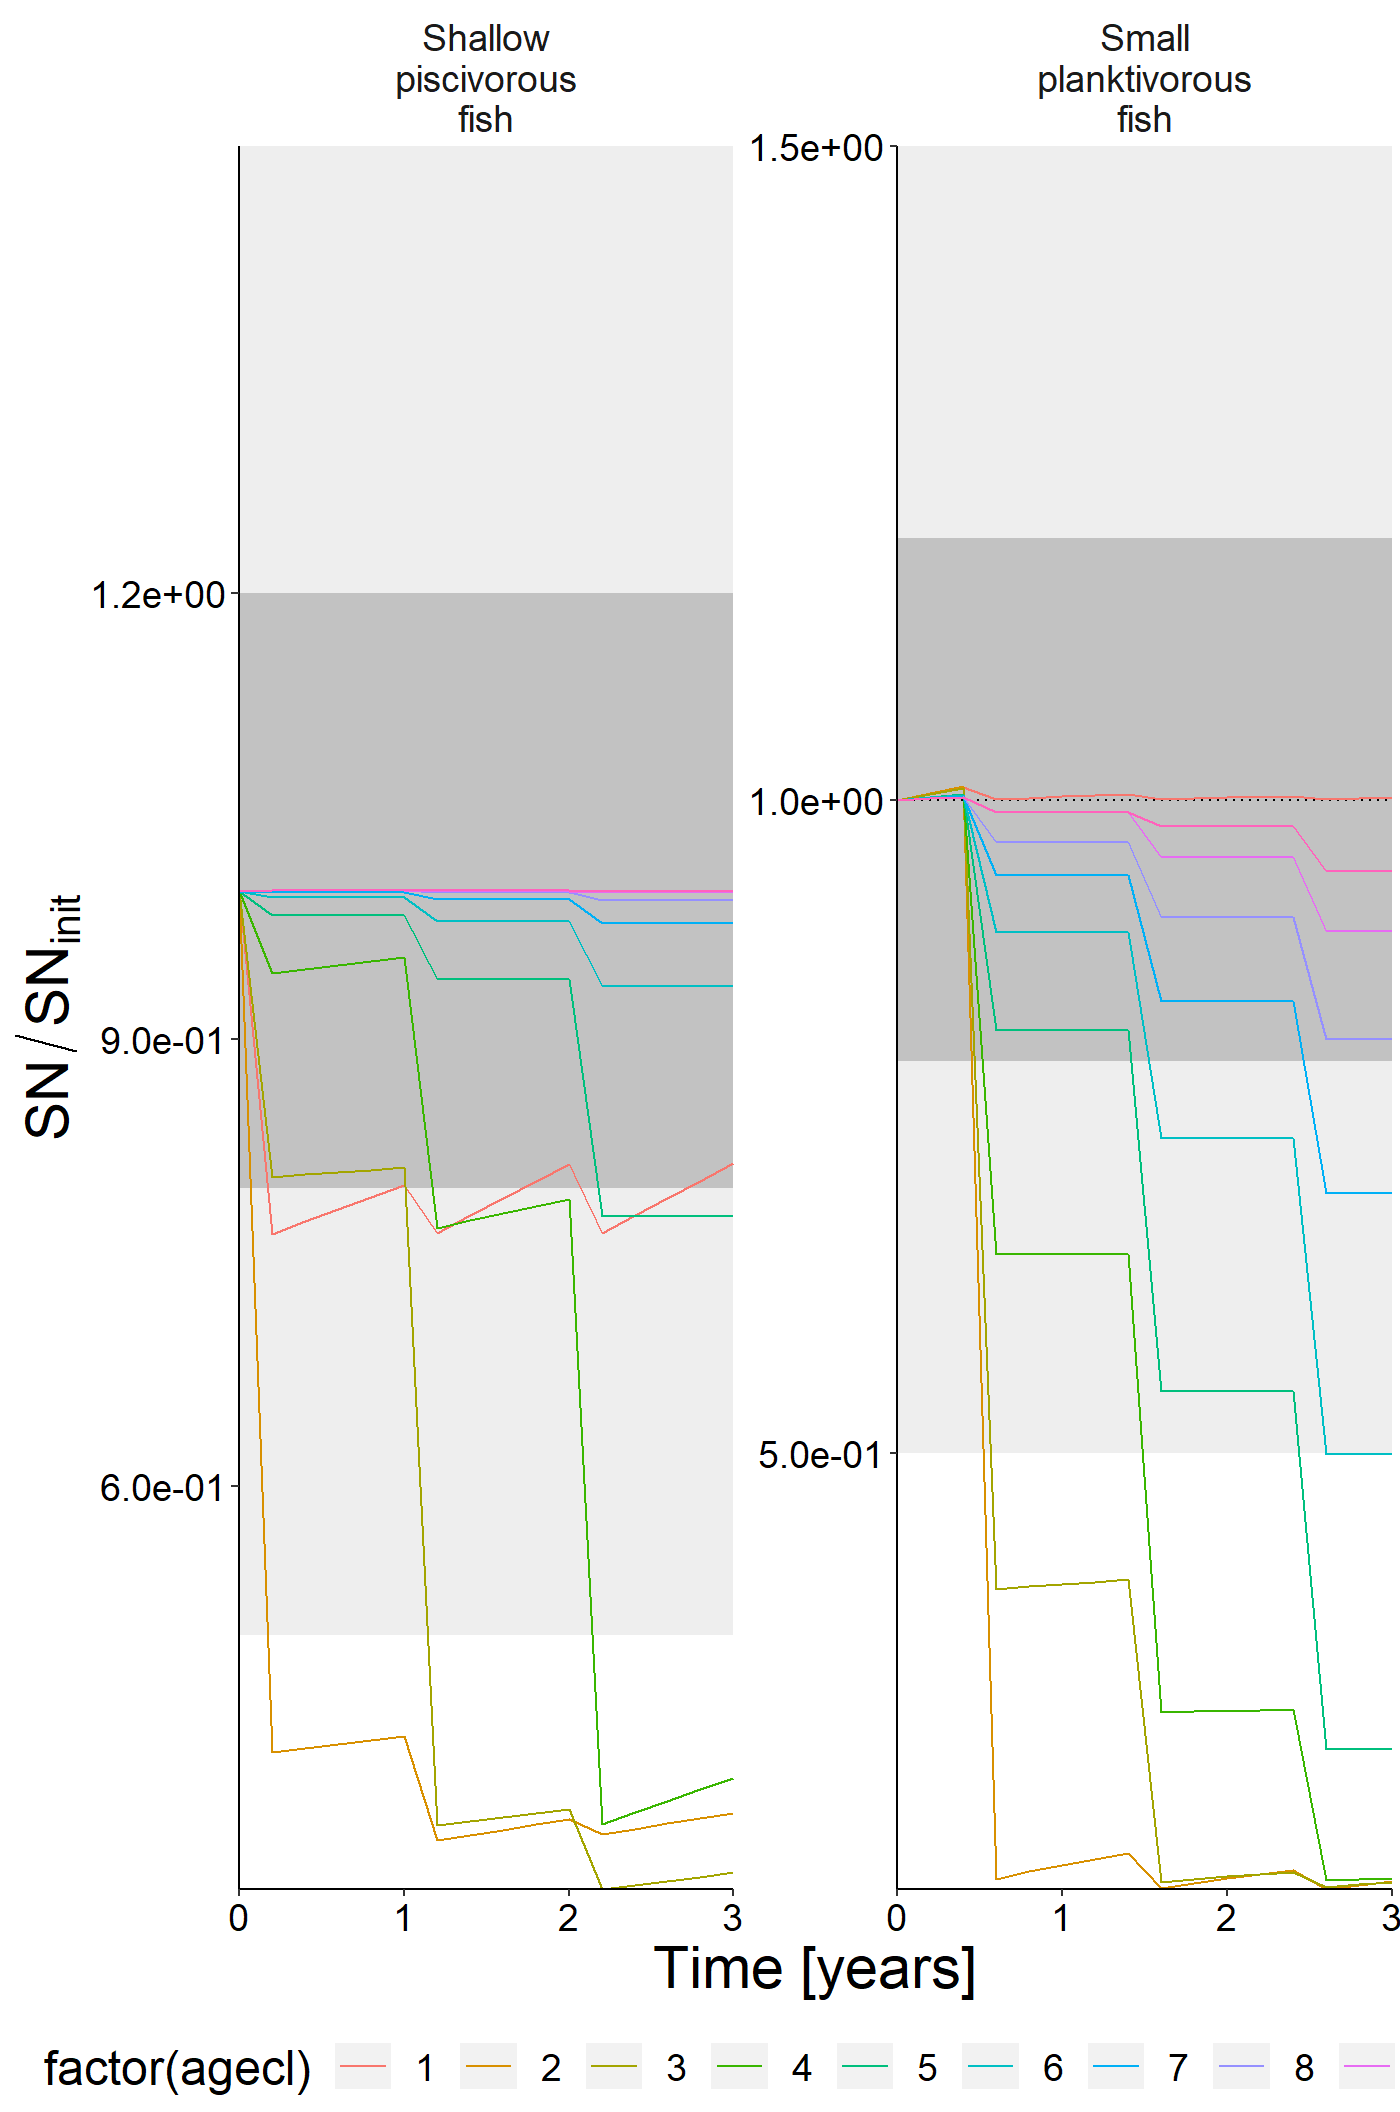 Shallow
piscivorous
fish
Small
planktivorous
fish
1.5e+00
1.2e+00
1.0e+00
9.0e-01
6.0e-01
5.0e-01
SN / SNinit
0 1 2 3
0 1 2 3
Time [years]
factor(agecl) 1 2 3 4 5 6 7 8